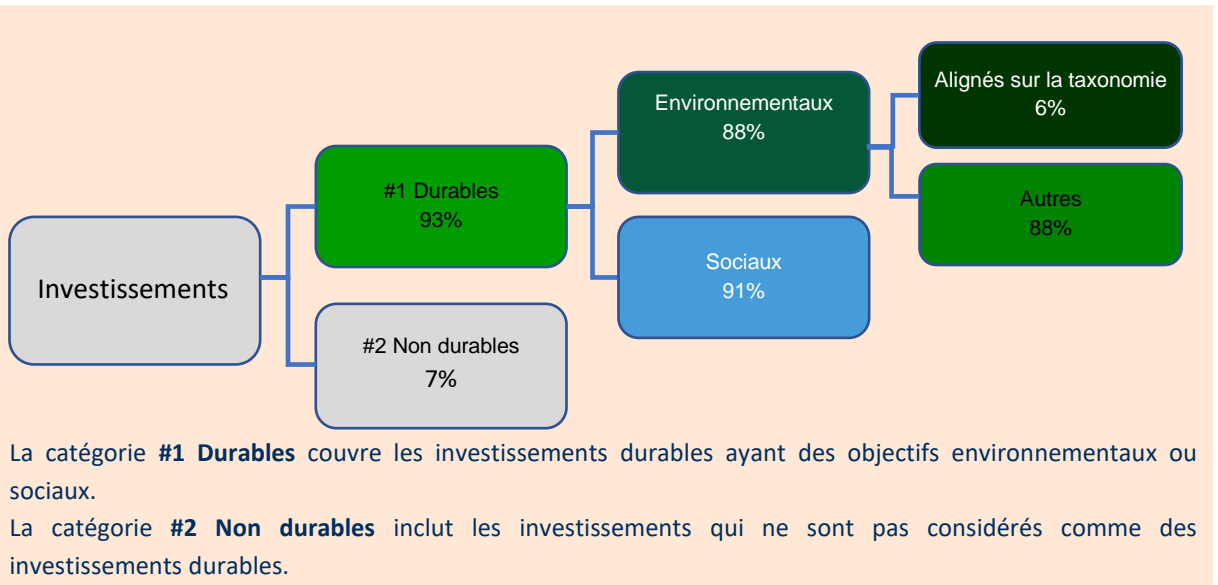 Investissements
#1 Durables
93%
#2 Non durables
7%
Environnementaux
88%
Sociaux
91%
Alignés sur la taxonomie
6%
Autres
88%
La catégorie #1 Durables couvre les investissements durables ayant des objectifs environnementaux ou
sociaux.
La catégorie #2 Non durables inclut les investissements qui ne sont pas considérés comme des
investissements durables.